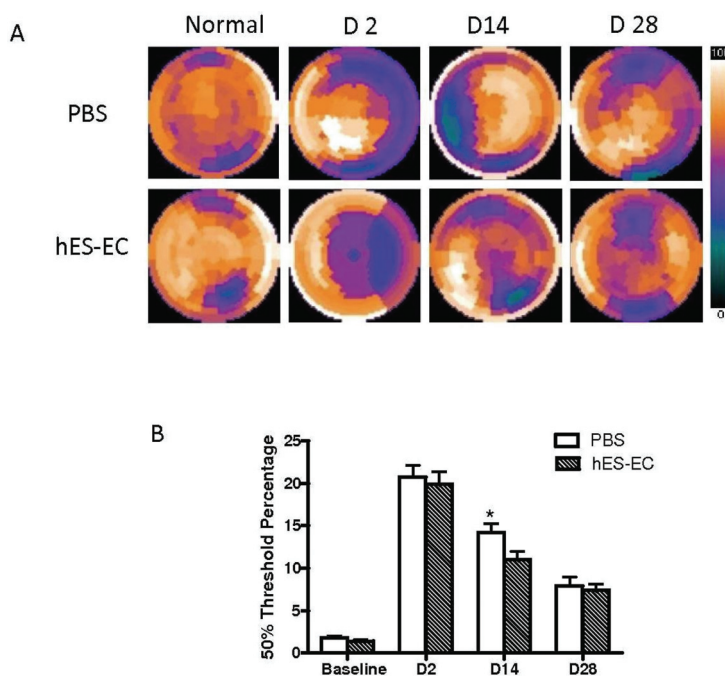 A
Normal D 2 D14 D 28
PBS
hES-EC
0
B
PBS
hES-EC
50% Threshold Percentage
25
20
15
10
5
0
*
Baseline D2 D14 D28